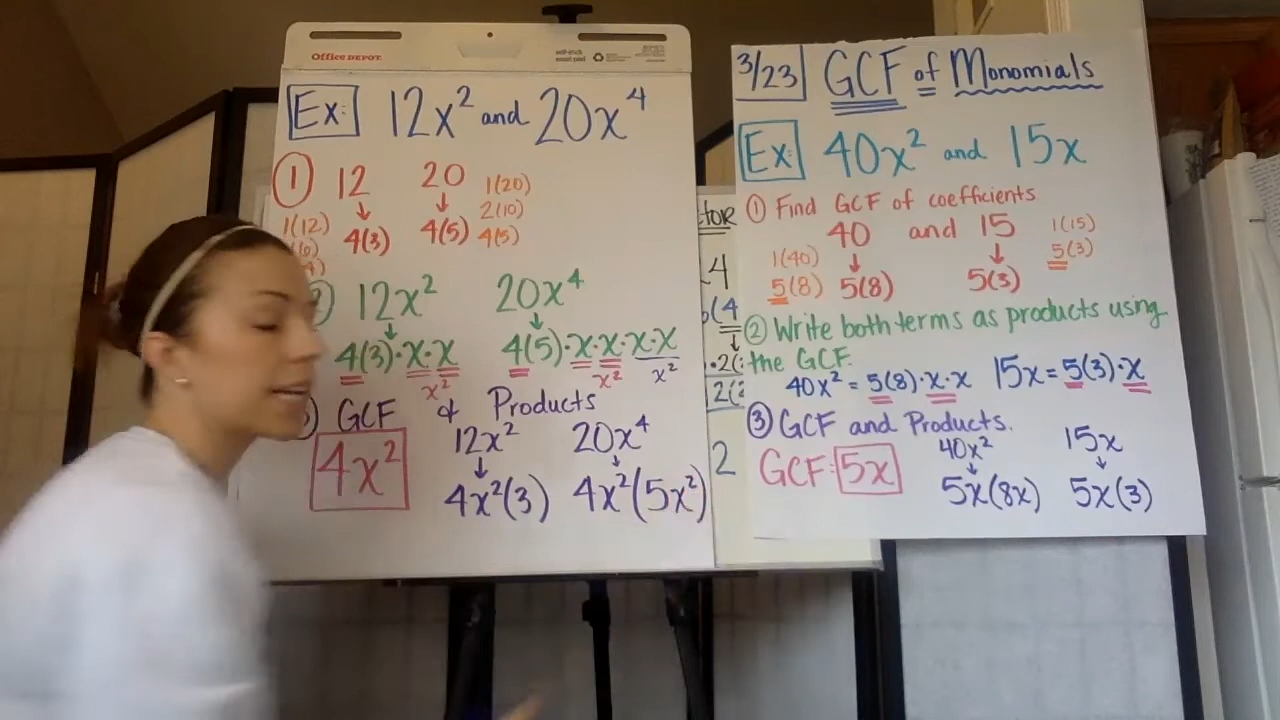 Office DEPOT.
self-stick
easel pad
Ex: 12x² and 20x⁴
① 12 20 1(20)
2(10)
1(12) 4(3) 4(5) 4(5)
12x² 20x⁴
4(3)·x·x 4(5)·x·x·x·x
x² x² x²
GCF & Products
12x² 20x⁴
4x²
4x²(3) 4x²(5x²)
3/23 GCF of Monomials
Ex: 40x² and 15x
① Find GCF of coefficients
40 and 15 1(15)
1(40) 5(3)
5(8) 5(8) 5(3)
② Write both terms as products using
the GCF.
40x² = 5(8)·x·x 15x = 5(3)·x
③ GCF and Products.
40x² 15x
GCF: 5x
5x(8x) 5x(3)